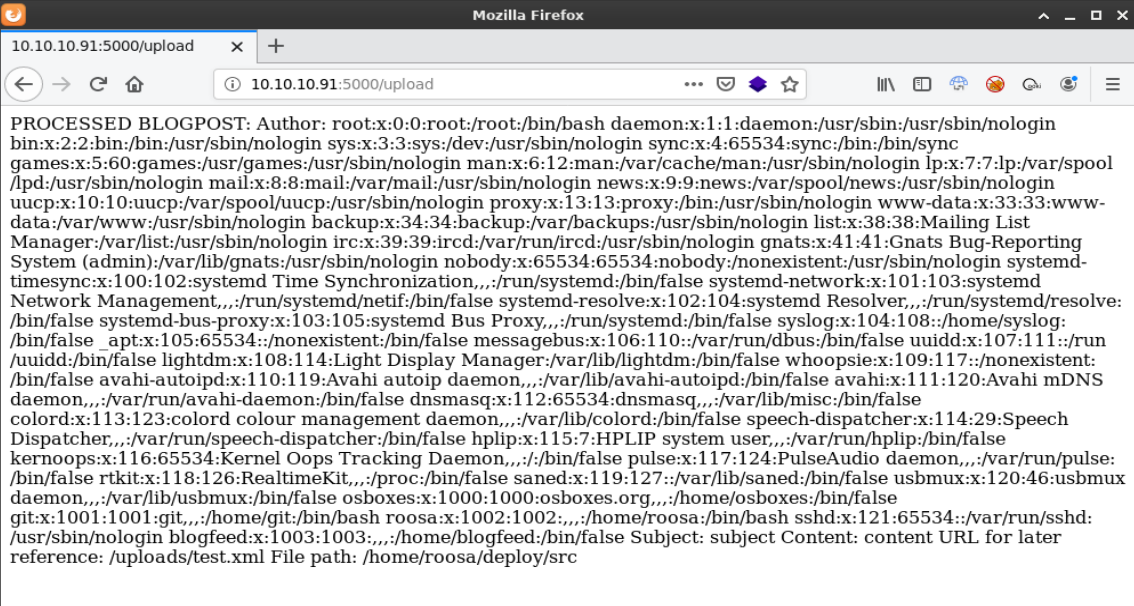 Mozilla Firefox
10.10.10.91:5000/upload
10.10.10.91:5000/upload
PROCESSED BLOGPOST: Author: root:x:0:0:root:/root:/bin/bash daemon:x:1:1:daemon:/usr/sbin:/usr/sbin/nologin
bin:x:2:2:bin:/bin:/usr/sbin/nologin sys:x:3:3:sys:/dev:/usr/sbin/nologin sync:x:4:65534:sync:/bin:/bin/sync
games:x:5:60:games:/usr/games:/usr/sbin/nologin man:x:6:12:man:/var/cache/man:/usr/sbin/nologin lp:x:7:7:lp:/var/spool
/lpd:/usr/sbin/nologin mail:x:8:8:mail:/var/mail:/usr/sbin/nologin news:x:9:9:news:/var/spool/news:/usr/sbin/nologin
uucp:x:10:10:uucp:/var/spool/uucp:/usr/sbin/nologin proxy:x:13:13:proxy:/bin:/usr/sbin/nologin www-data:x:33:33:www-
data:/var/www:/usr/sbin/nologin backup:x:34:34:backup:/var/backups:/usr/sbin/nologin list:x:38:38:Mailing List
Manager:/var/list:/usr/sbin/nologin irc:x:39:39:ircd:/var/run/ircd:/usr/sbin/nologin gnats:x:41:41:Gnats Bug-Reporting
System (admin):/var/lib/gnats:/usr/sbin/nologin nobody:x:65534:65534:nobody:/nonexistent:/usr/sbin/nologin systemd-
timesync:x:100:102:systemd Time Synchronization,,,:/run/systemd:/bin/false systemd-network:x:101:103:systemd
Network Management,,,:/run/systemd/netif:/bin/false systemd-resolve:x:102:104:systemd Resolver,,,:/run/systemd/resolve:
/bin/false systemd-bus-proxy:x:103:105:systemd Bus Proxy,,,:/run/systemd:/bin/false syslog:x:104:108::/home/syslog:
/bin/false _apt:x:105:65534::/nonexistent:/bin/false messagebus:x:106:110::/var/run/dbus:/bin/false uuidd:x:107:111::/run
/uuidd:/bin/false lightdm:x:108:114:Light Display Manager:/var/lib/lightdm:/bin/false whoopsie:x:109:117::/nonexistent:
/bin/false avahi-autoipd:x:110:119:Avahi autoip daemon,,,:/var/lib/avahi-autoipd:/bin/false avahi:x:111:120:Avahi mDNS
daemon,,,:/var/run/avahi-daemon:/bin/false dnsmasq:x:112:65534:dnsmasq,,,:/var/lib/misc:/bin/false
colord:x:113:123:colord colour management daemon,,,:/var/lib/colord:/bin/false speech-dispatcher:x:114:29:Speech
Dispatcher,,,:/var/run/speech-dispatcher:/bin/false hplip:x:115:7:HPLIP system user,,,:/var/run/hplip:/bin/false
kernoops:x:116:65534:Kernel Oops Tracking Daemon,,,:/:/bin/false pulse:x:117:124:PulseAudio daemon,,,:/var/run/pulse:
/bin/false rtkit:x:118:126:RealtimeKit,,,:/proc:/bin/false saned:x:119:127::/var/lib/saned:/bin/false usbmux:x:120:46:usbmux
daemon,,,:/var/lib/usbmux:/bin/false osboxes:x:1000:1000:osboxes.org,,,:/home/osboxes:/bin/false
git:x:1001:1001:git,,,:/home/git:/bin/bash roosa:x:1002:1002:,,,:/home/roosa:/bin/bash sshd:x:121:65534::/var/run/sshd:
/usr/sbin/nologin blogfeed:x:1003:1003:,,,:/home/blogfeed:/bin/false Subject: subject Content: content URL for later
reference: /uploads/test.xml File path: /home/roosa/deploy/src